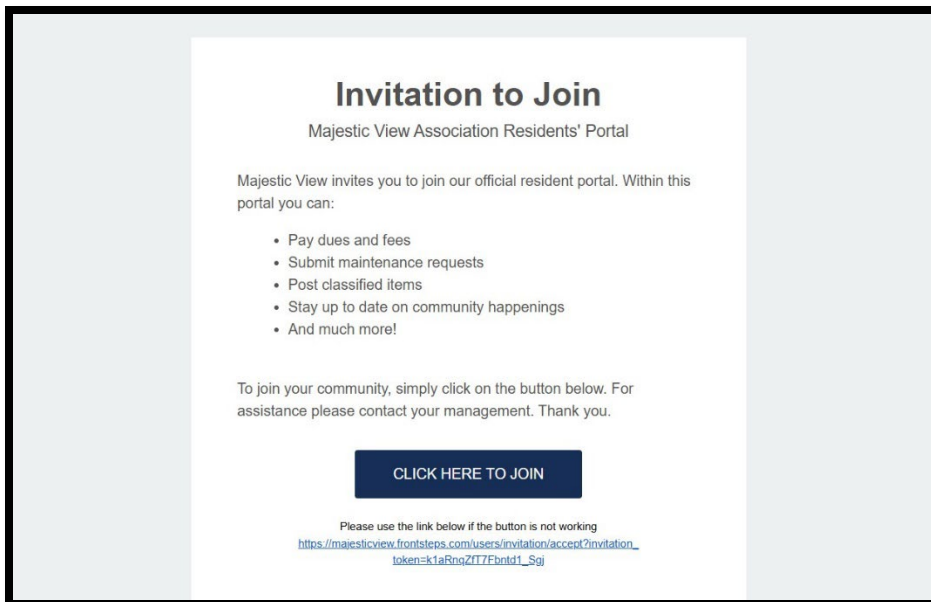 Invitation to Join
Majestic View Association Residents' Portal
Majestic View invites you to join our official resident portal. Within this
portal you can:
• Pay dues and fees
• Submit maintenance requests
• Post classified items
• Stay up to date on community happenings
• And much more!
To join your community, simply click on the button below. For
assistance please contact your management. Thank you.
CLICK HERE TO JOIN
Please use the link below if the button is not working
https://majesticview.frontsteps.com/users/invitation/accept?invitation_
token=k1aRnqZfT7Fbntd1_Sgj